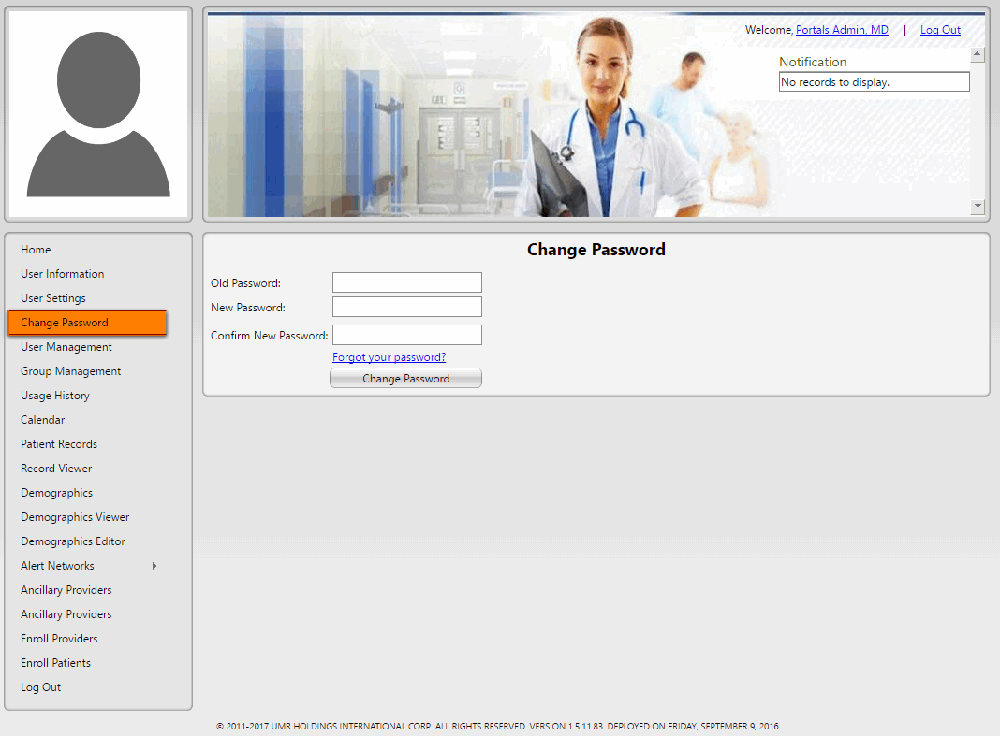 Welcome, Portals Admin, MD | Log Out
Notification
No records to display.
Home
User Information
User Settings
Change Password
User Management
Group Management
Usage History
Calendar
Patient Records
Record Viewer
Demographics
Demographics Viewer
Demographics Editor
Alert Networks
Ancillary Providers
Ancillary Providers
Enroll Providers
Enroll Patients
Log Out
Change Password
Old Password:
New Password:
Confirm New Password:
Forgot your password?
Change Password
© 2011-2017 UMR HOLDINGS INTERNATIONAL CORP. ALL RIGHTS RESERVED. VERSION 1.5.11.83. DEPLOYED ON FRIDAY, SEPTEMBER 9, 2016